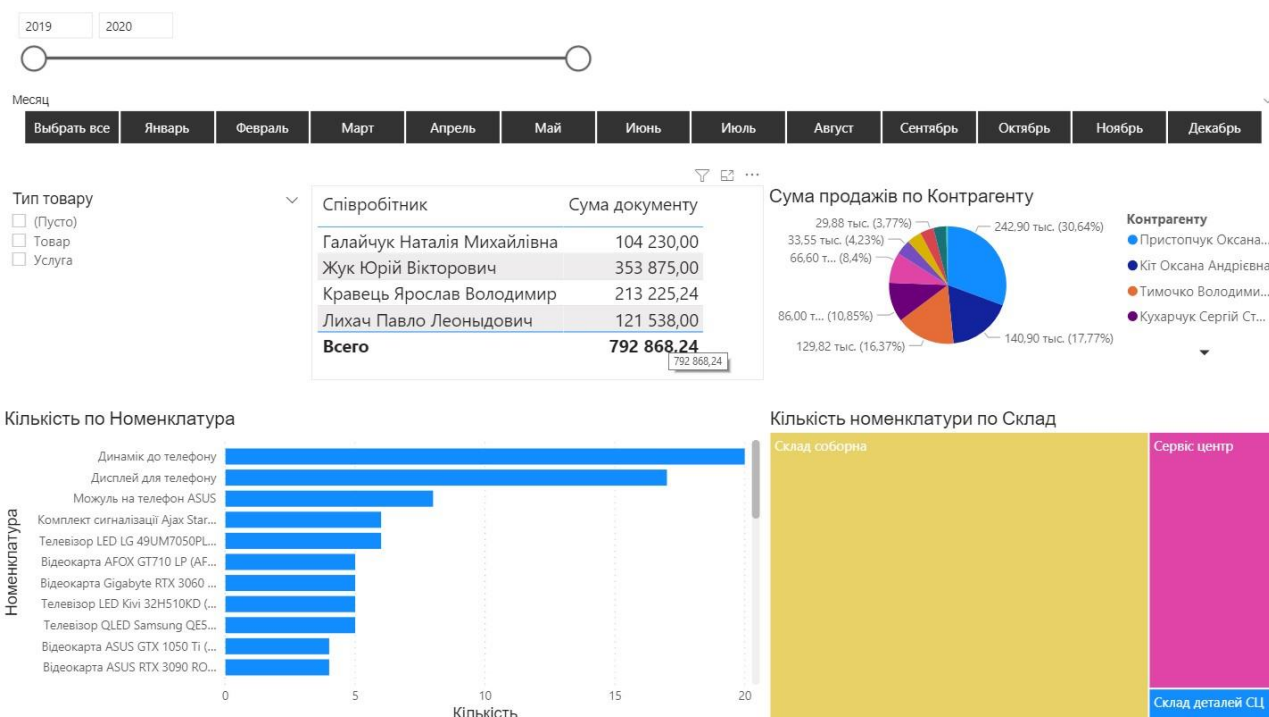 2019 2020
Месяц
Выбрать все Январь Февраль Март Апрель Май Июнь Июль Август Сентябрь Октябрь Ноябрь Декабрь
Тип товару
(Пусто)
Товар
Услуга
Співробітник Сума документу
Галайчук Наталія Михайлівна 104 230,00
Жук Юрій Вікторович 353 875,00
Кравець Ярослав Володимир 213 225,24
Лихач Павло Леоныдович 121 538,00
Всего 792 868,24
792 868,24
Сума продажів по Контрагенту
29,88 тыс. (3,77%)
33,55 тыс. (4,23%)
66,60 т... (8,4%)
86,00 т... (10,85%)
129,82 тыс. (16,37%)
242,90 тыс. (30,64%)
140,90 тыс. (17,77%)
Контрагенту
Пристопчук Оксана...
Кіт Оксана Андрієвна
Тимочко Володими...
Кухарчук Сергій Ст...
Кількість по Номенклатура
Номенклатура
Динамік до телефону
Дисплей для телефону
Можуль на телефон ASUS
Комплект сигналізації Ajax Star...
Телевізор LED LG 49UM7050PL...
Відеокарта AFOX GT710 LP (AF...
Відеокарта Gigabyte RTX 3060 ...
Телевізор LED Kivi 32H510KD (...
Телевізор QLED Samsung QE5...
Відеокарта ASUS GTX 1050 Ti (...
Відеокарта ASUS RTX 3090 RO...
0 5 10 15 20
Кількість
Кількість номенклатури по Склад
Склад соборна
Сервіс центр
Склад деталей СЦ